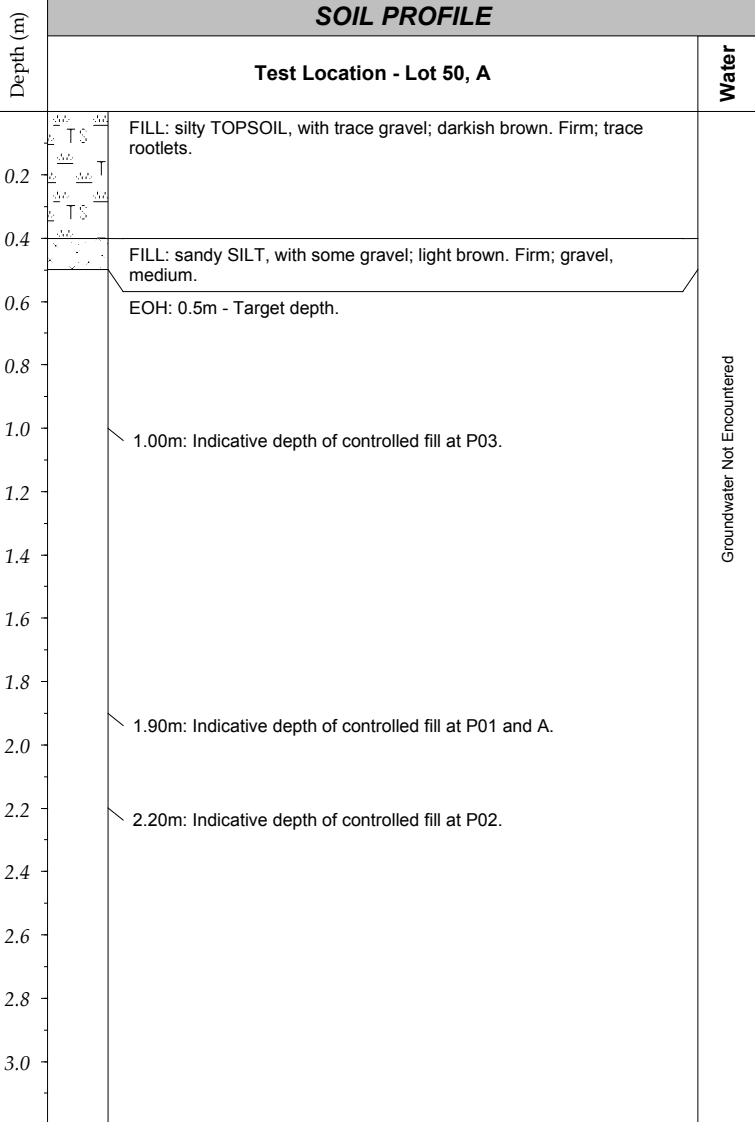 SOIL PROFILE
Depth (m)
Test Location - Lot 50, A
Water
FILL: silty TOPSOIL, with trace gravel; darkish brown. Firm; trace
rootlets.
TS
0.2
T
TS
0.4
FILL: sandy SILT, with some gravel; light brown. Firm; gravel,
medium.
0.6
EOH: 0.5m - Target depth.
0.8
1.0
1.00m: Indicative depth of controlled fill at P03.
Groundwater Not Encountered
1.2
1.4
1.6
1.8
1.90m: Indicative depth of controlled fill at P01 and A.
2.0
2.2
2.20m: Indicative depth of controlled fill at P02.
2.4
2.6
2.8
3.0